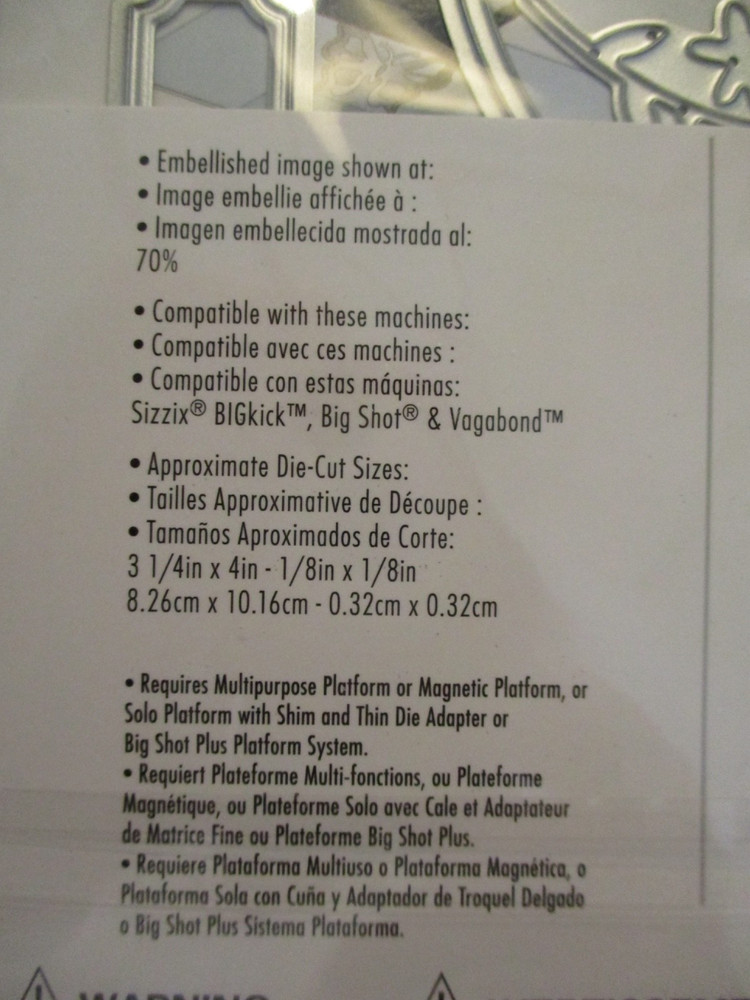 • Embellished image shown at:
• Image embellie affichée à :
• Imagen embellecida mostrada al:
70%
• Compatible with these machines:
• Compatible avec ces machines :
• Compatible con estas máquinas:
Sizzix® BIGkick™, Big Shot® & Vagabond™
• Approximate Die-Cut Sizes:
• Tailles Approximative de Découpe :
• Tamaños Aproximados de Corte:
3 1/4in x 4in - 1/8in x 1/8in
8.26cm x 10.16cm - 0.32cm x 0.32cm
• Requires Multipurpose Platform or Magnetic Platform, or
Solo Platform with Shim and Thin Die Adapter or
Big Shot Plus Platform System.
• Requiert Plateforme Multi-fonctions, ou Plateforme
Magnétique, ou Plateforme Solo avec Cale et Adaptateur
de Matrice Fine ou Plateforme Big Shot Plus.
• Requiere Plataforma Multiuso o Plataforma Magnética, o
Plataforma Sola con Cuña y Adaptador de Troquel Delgado
o Big Shot Plus Sistema Plataforma.
WARNING